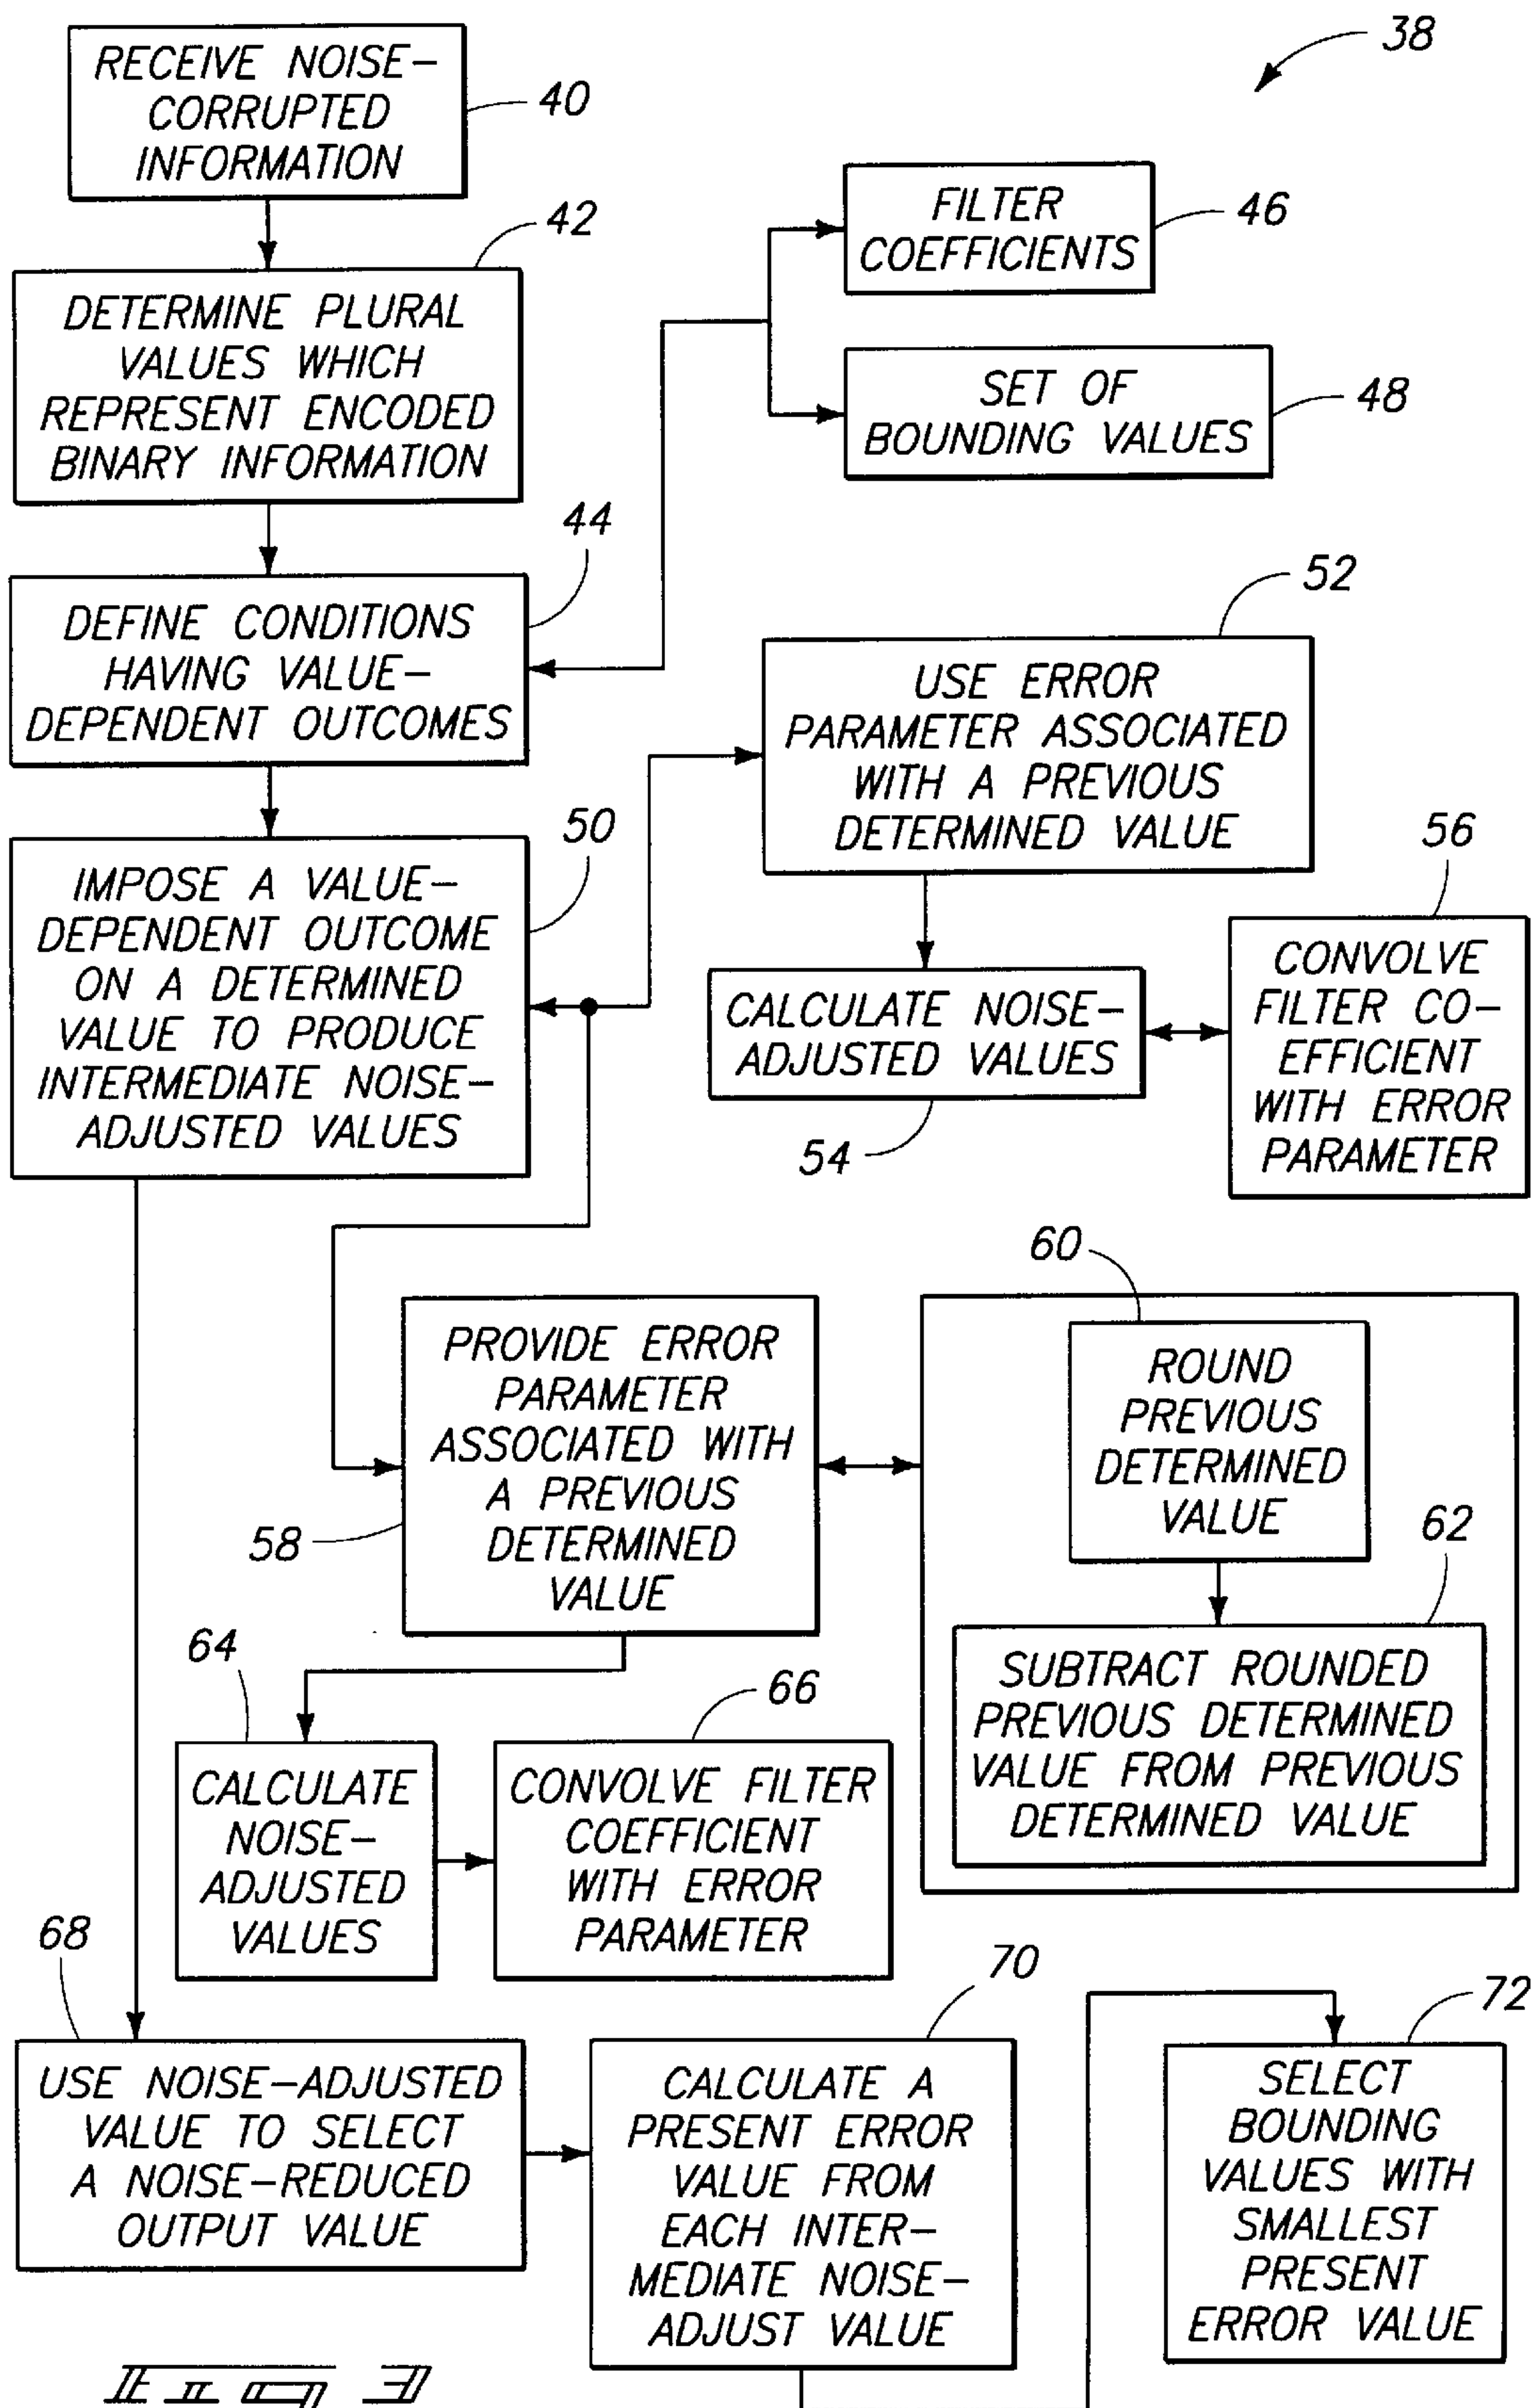 38
RECEIVE NOISE-
CORRUPTED
INFORMATION
40
42
DETERMINE PLURAL
VALUES WHICH
REPRESENT ENCODED
BINARY INFORMATION
FILTER
COEFFICIENTS
46
SET OF
BOUNDING VALUES
48
44
DEFINE CONDITIONS
HAVING VALUE-
DEPENDENT OUTCOMES
52
USE ERROR
PARAMETER ASSOCIATED
WITH A PREVIOUS
DETERMINED VALUE
50
IMPOSE A VALUE-
DEPENDENT OUTCOME
ON A DETERMINED
VALUE TO PRODUCE
INTERMEDIATE NOISE-
ADJUSTED VALUES
CALCULATE NOISE-
ADJUSTED VALUES
54
56
CONVOLVE
FILTER CO-
EFFICIENT
WITH ERROR
PARAMETER
PROVIDE ERROR
PARAMETER
ASSOCIATED WITH
A PREVIOUS
DETERMINED
VALUE
58
60
ROUND
PREVIOUS
DETERMINED
VALUE
62
SUBTRACT ROUNDED
PREVIOUS DETERMINED
VALUE FROM PREVIOUS
DETERMINED VALUE
64
CALCULATE
NOISE-
ADJUSTED
VALUES
66
CONVOLVE FILTER
COEFFICIENT
WITH ERROR
PARAMETER
68
USE NOISE-ADJUSTED
VALUE TO SELECT
A NOISE-REDUCED
OUTPUT VALUE
70
CALCULATE A
PRESENT ERROR
VALUE FROM
EACH INTER-
MEDIATE NOISE-
ADJUST VALUE
72
SELECT
BOUNDING
VALUES WITH
SMALLEST
PRESENT
ERROR VALUE